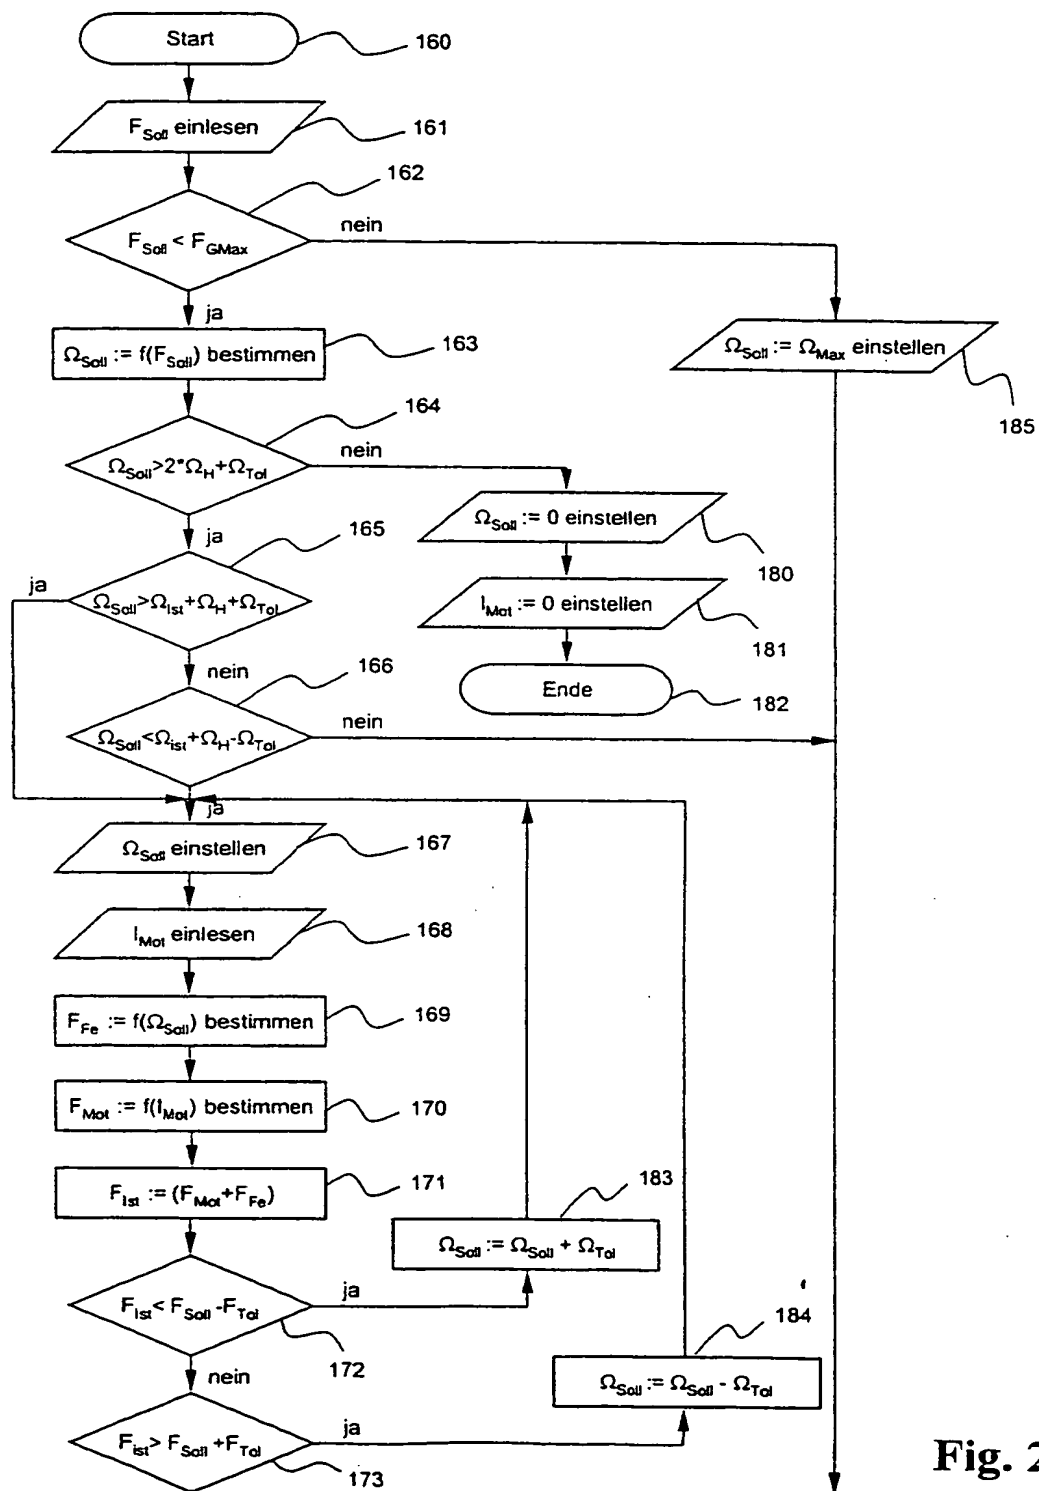 Start
160
F_Soll einlesen
161
162
F_Soll < F_GMax
nein
ja
Ω_Soll := f(F_Soll) bestimmen
163
Ω_Soll := Ω_Max einstellen
185
164
Ω_Soll>2*Ω_H+Ω_Tol
nein
ja
Ω_Soll := 0 einstellen
180
165
ja
Ω_Soll>Ω_Ist+Ω_H+Ω_Tol
I_Mot := 0 einstellen
181
nein
166
Ende
182
Ω_Soll<Ω_ist+Ω_H-Ω_Tol
nein
ja
Ω_Soll einstellen
167
I_Mot einlesen
168
F_Fe := f(Ω_Soll) bestimmen
169
F_Mot := f(I_Mot) bestimmen
170
F_Ist := (F_Mot+F_Fe)
171
183
Ω_Soll := Ω_Soll + Ω_Tol
F_Ist< F_Soll -F_Tol
ja
172
nein
184
Ω_Soll := Ω_Soll - Ω_Tol
F_ist> F_Soll +F_Tol
ja
173
Fig. 2